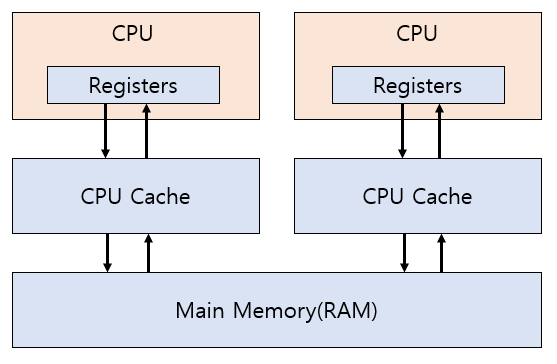 CPU
CPU
Registers
Registers
CPU Cache
CPU Cache
Main Memory(RAM)